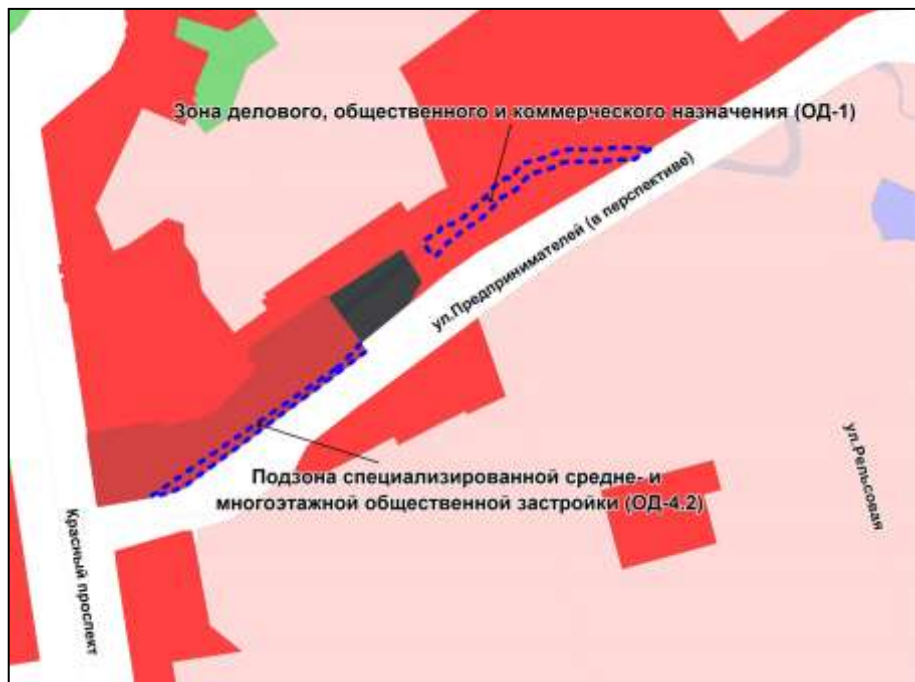 Зона делового, общественного и коммерческого назначения (ОД-1)
ул.Предпринимателей (в перспективе)
ул.Рельсовая
Подзона специализированной средне- и
многоэтажной общественной застройки (ОД-4.2)
Красный проспект